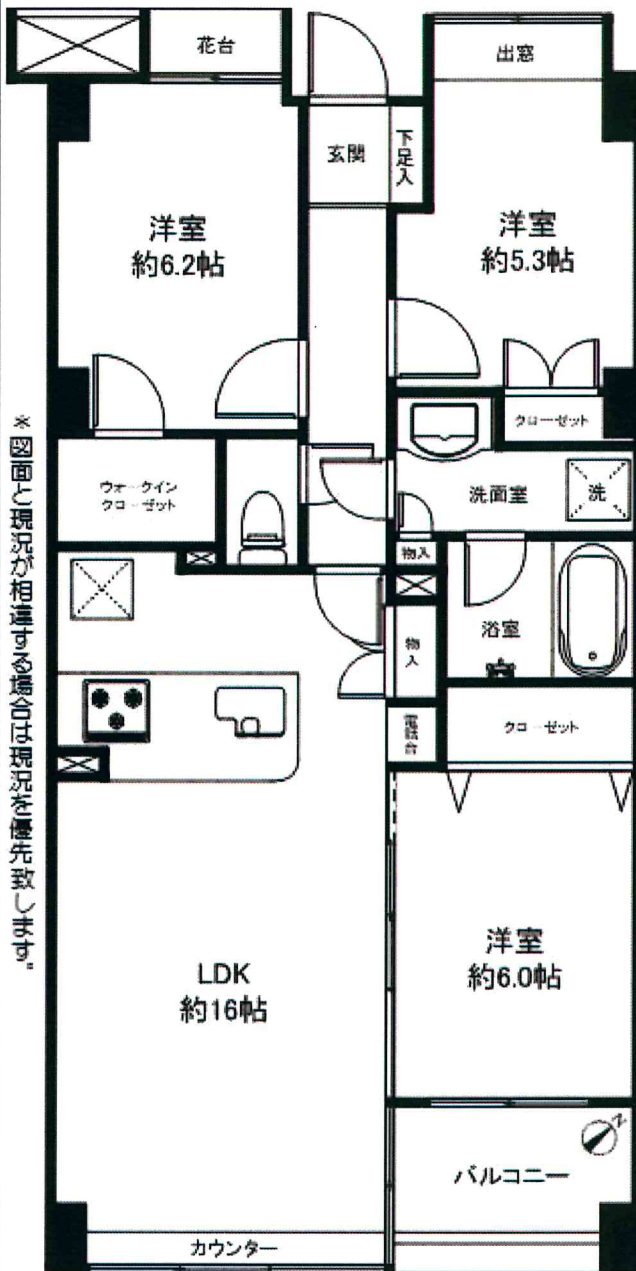 花台
出窓
玄関
下足入
洋室
約6.2帖
洋室
約5.3帖
ウォークイン
クローゼット
クローゼット
洗面室
洗
物入
浴室
物入
電話台
クローゼット
LDK
約16帖
洋室
約6.0帖
バルコニー
N
カウンター
*図面と現況が相違する場合は現況を優先致します。